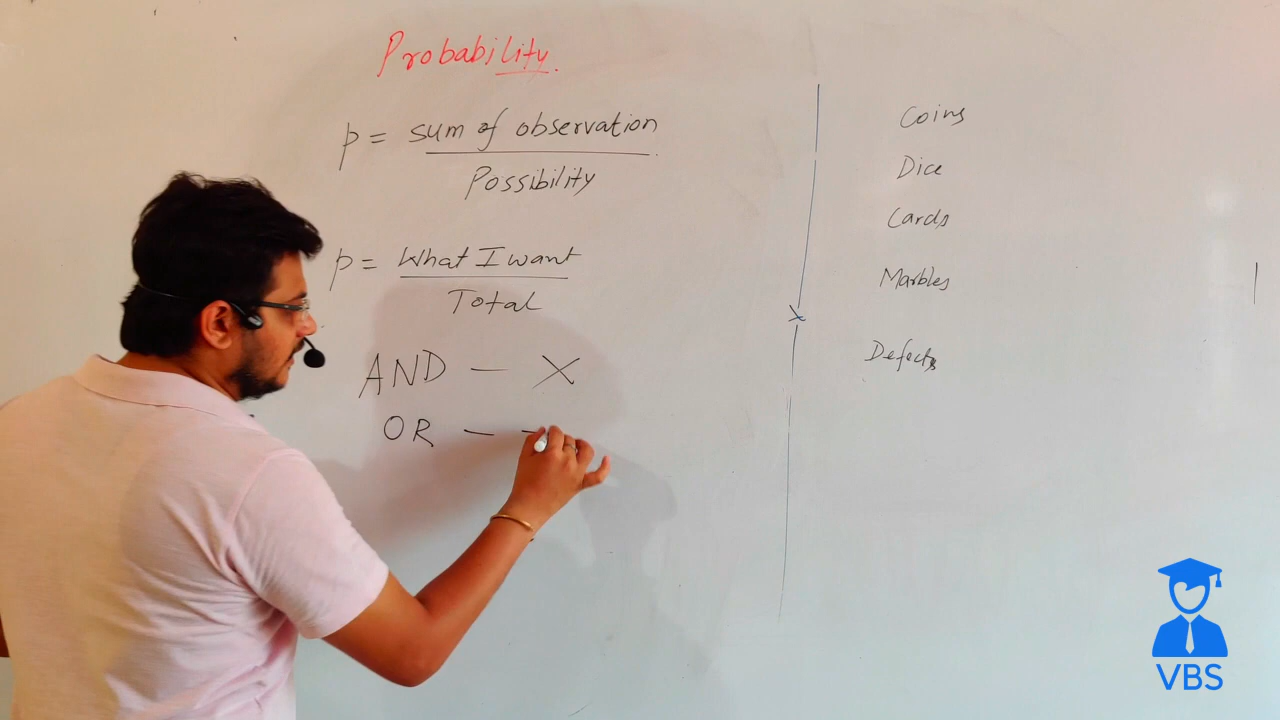 Probability.
P = sum of observation
Possibility
P = What I want
Total
AND — X
OR —
Coins
Dice
Cards
Marbles
Defects
VBS